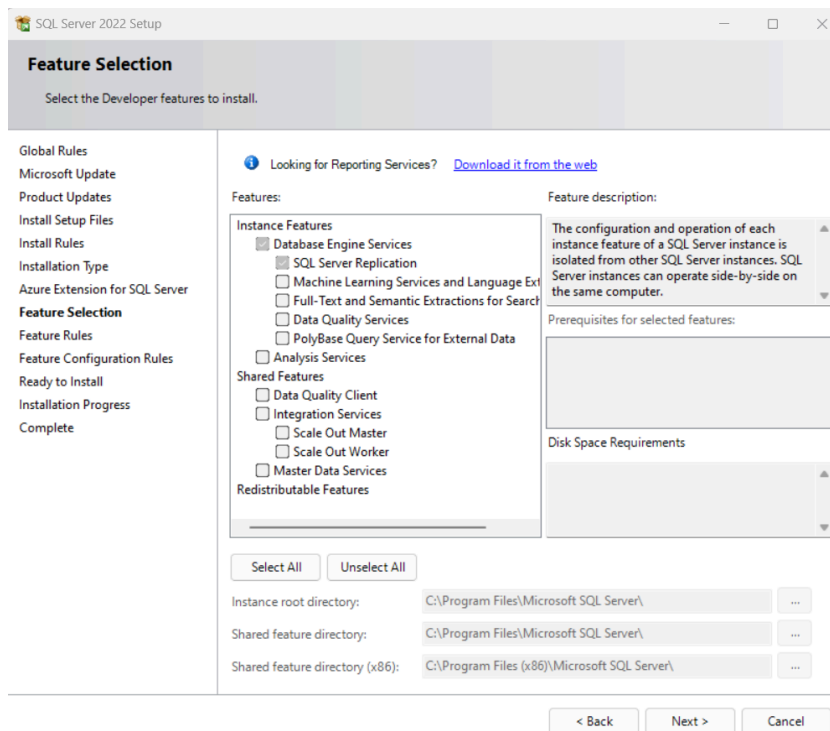 SQL Server 2022 Setup
Feature Selection
Select the Developer features to install.
Global Rules
Microsoft Update
Product Updates
Install Setup Files
Install Rules
Installation Type
Azure Extension for SQL Server
Feature Selection
Feature Rules
Feature Configuration Rules
Ready to Install
Installation Progress
Complete
Looking for Reporting Services? Download it from the web
Features:
Instance Features
Database Engine Services
SQL Server Replication
Machine Learning Services and Language Ext
Full-Text and Semantic Extractions for Search
Data Quality Services
PolyBase Query Service for External Data
Analysis Services
Shared Features
Data Quality Client
Integration Services
Scale Out Master
Scale Out Worker
Master Data Services
Redistributable Features
Feature description:
The configuration and operation of each
instance feature of a SQL Server instance is
isolated from other SQL Server instances. SQL
Server instances can operate side-by-side on
the same computer.
Prerequisites for selected features:
Disk Space Requirements
Select All
Unselect All
Instance root directory: C:\Program Files\Microsoft SQL Server\ ...
Shared feature directory: C:\Program Files\Microsoft SQL Server\ ...
Shared feature directory (x86): C:\Program Files (x86)\Microsoft SQL Server\ ...
< Back
Next >
Cancel